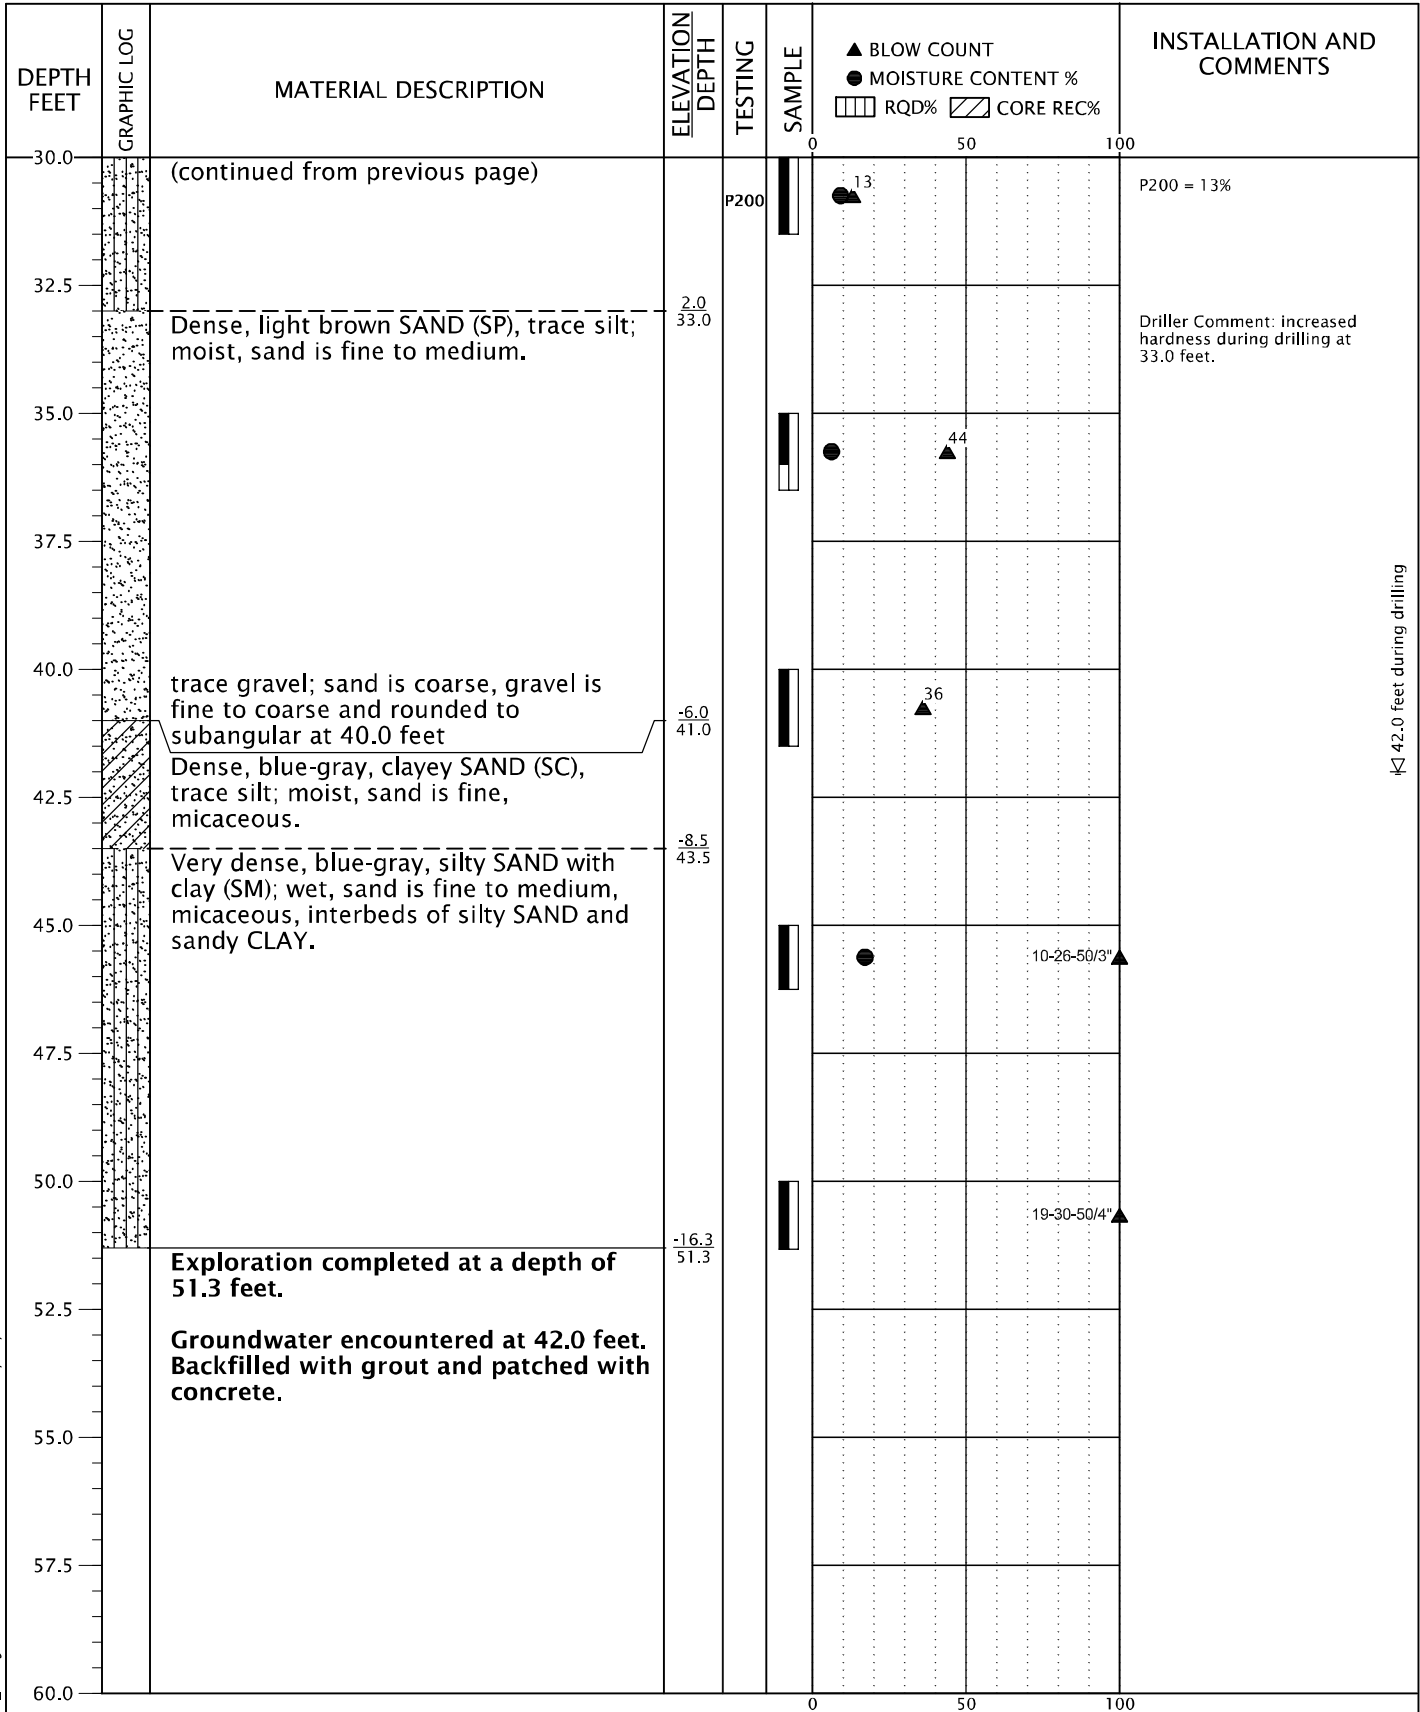 DEPTH
FEET
GRAPHIC LOG
MATERIAL DESCRIPTION
ELEVATION
DEPTH
TESTING
SAMPLE
▲ BLOW COUNT
● MOISTURE CONTENT %
RQD% CORE REC%
INSTALLATION AND
COMMENTS
0 50 100
30.0
(continued from previous page)
P200
13
P200 = 13%
32.5
2.0
33.0
Dense, light brown SAND (SP), trace silt;
moist, sand is fine to medium.
Driller Comment: increased
hardness during drilling at
33.0 feet.
35.0
44
37.5
42.0 feet during drilling
40.0
trace gravel; sand is coarse, gravel is
fine to coarse and rounded to
subangular at 40.0 feet
36
-6.0
41.0
Dense, blue-gray, clayey SAND (SC),
trace silt; moist, sand is fine,
micaceous.
42.5
-8.5
43.5
Very dense, blue-gray, silty SAND with
clay (SM); wet, sand is fine to medium,
micaceous, interbeds of silty SAND and
sandy CLAY.
45.0
10-26-50/3"
47.5
50.0
19-30-50/4"
-16.3
51.3
Exploration completed at a depth of
51.3 feet.
52.5
Groundwater encountered at 42.0 feet.
Backfilled with grout and patched with
concrete.
55.0
57.5
60.0
0 50 100